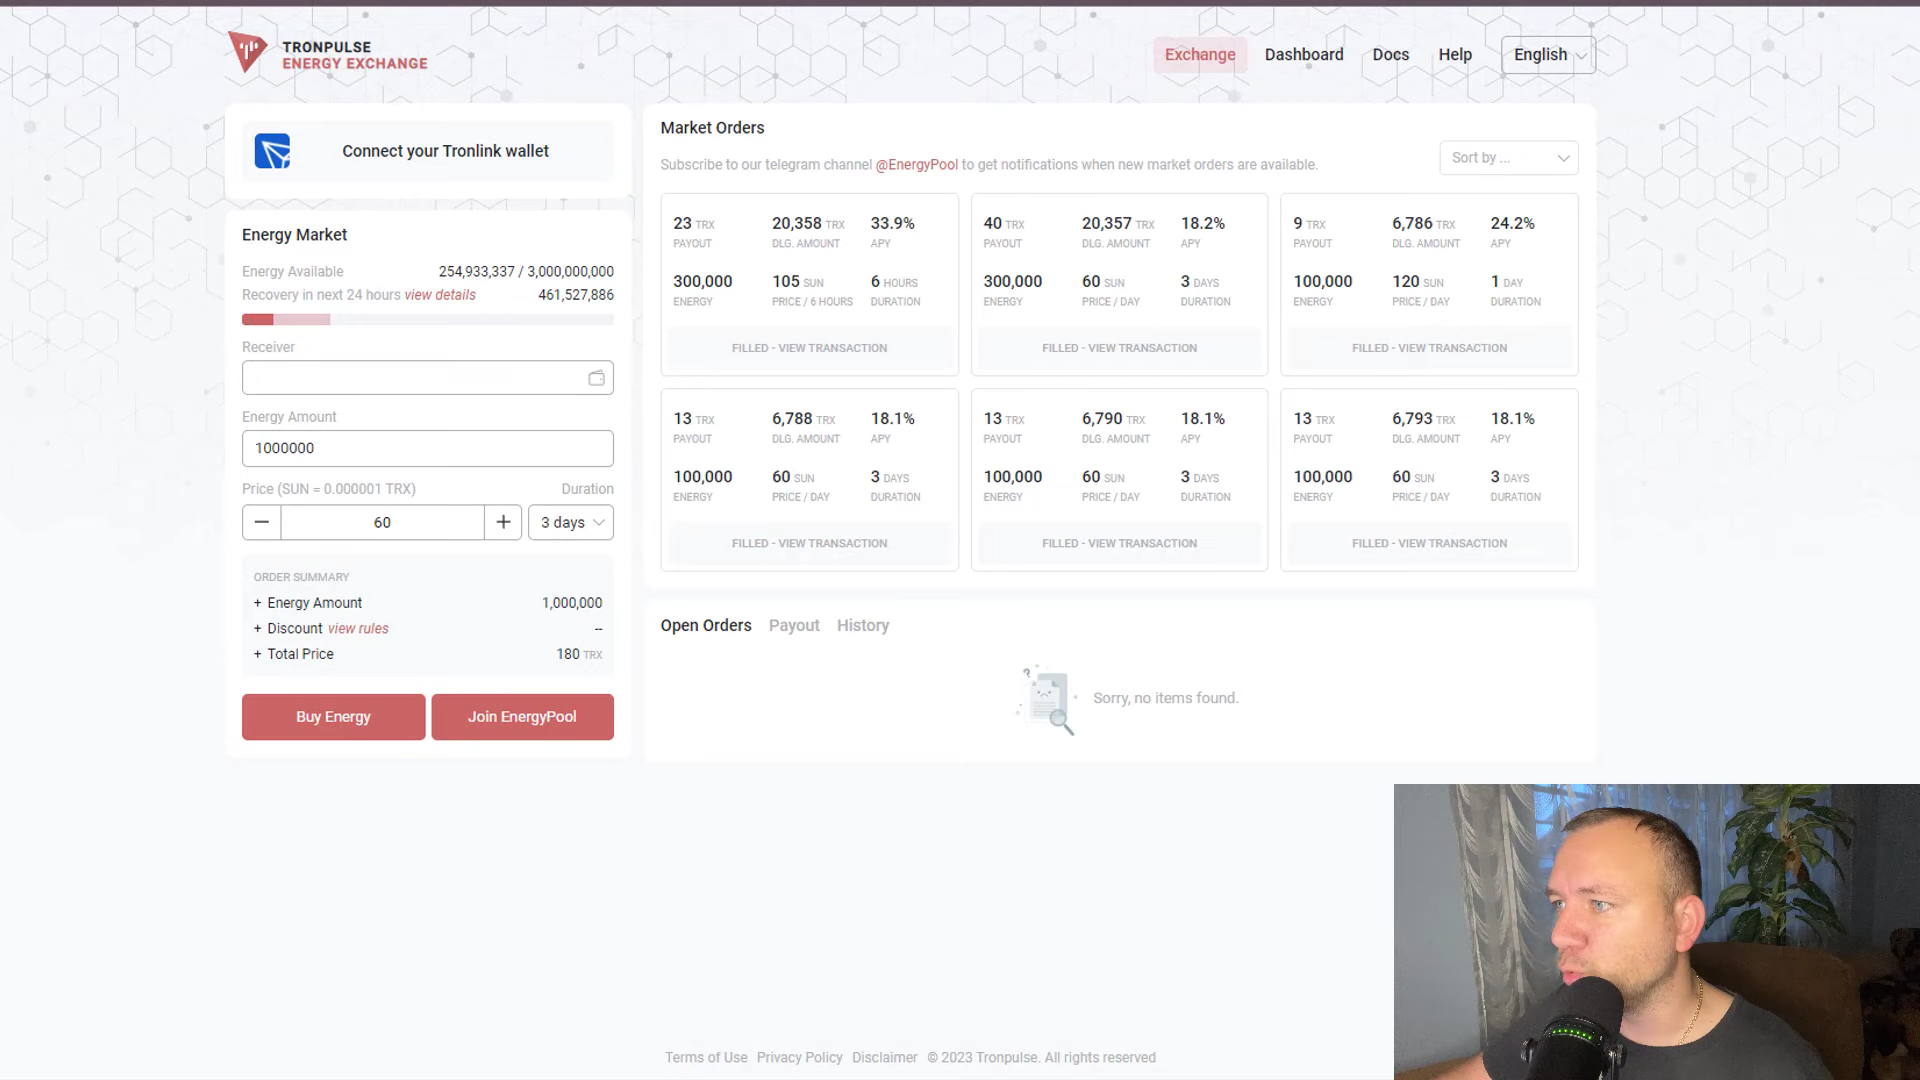 TRONPULSE
ENERGY EXCHANGE
Exchange Dashboard Docs Help English
Connect your Tronlink wallet
Energy Market
Energy Available 254,933,337 / 3,000,000,000
Recovery in next 24 hours view details 461,527,886
Receiver
Energy Amount
1000000
Price (SUN = 0.000001 TRX) Duration
60 3 days
ORDER SUMMARY
+ Energy Amount 1,000,000
+ Discount view rules --
+ Total Price 180 TRX
Buy Energy Join EnergyPool
Market Orders
Subscribe to our telegram channel @EnergyPool to get notifications when new market orders are available.
Sort by ...
23 TRX 20,358 TRX 33.9%
PAYOUT DLG. AMOUNT APY
300,000 105 SUN 6 HOURS
ENERGY PRICE / 6 HOURS DURATION
FILLED - VIEW TRANSACTION
40 TRX 20,357 TRX 18.2%
PAYOUT DLG. AMOUNT APY
300,000 60 SUN 3 DAYS
ENERGY PRICE / DAY DURATION
FILLED - VIEW TRANSACTION
9 TRX 6,786 TRX 24.2%
PAYOUT DLG. AMOUNT APY
100,000 120 SUN 1 DAY
ENERGY PRICE / DAY DURATION
FILLED - VIEW TRANSACTION
13 TRX 6,788 TRX 18.1%
PAYOUT DLG. AMOUNT APY
100,000 60 SUN 3 DAYS
ENERGY PRICE / DAY DURATION
FILLED - VIEW TRANSACTION
13 TRX 6,790 TRX 18.1%
PAYOUT DLG. AMOUNT APY
100,000 60 SUN 3 DAYS
ENERGY PRICE / DAY DURATION
FILLED - VIEW TRANSACTION
13 TRX 6,793 TRX 18.1%
PAYOUT DLG. AMOUNT APY
100,000 60 SUN 3 DAYS
ENERGY PRICE / DAY DURATION
FILLED - VIEW TRANSACTION
Open Orders Payout History
Sorry, no items found.
Terms of Use Privacy Policy Disclaimer © 2023 Tronpulse. All rights reserved